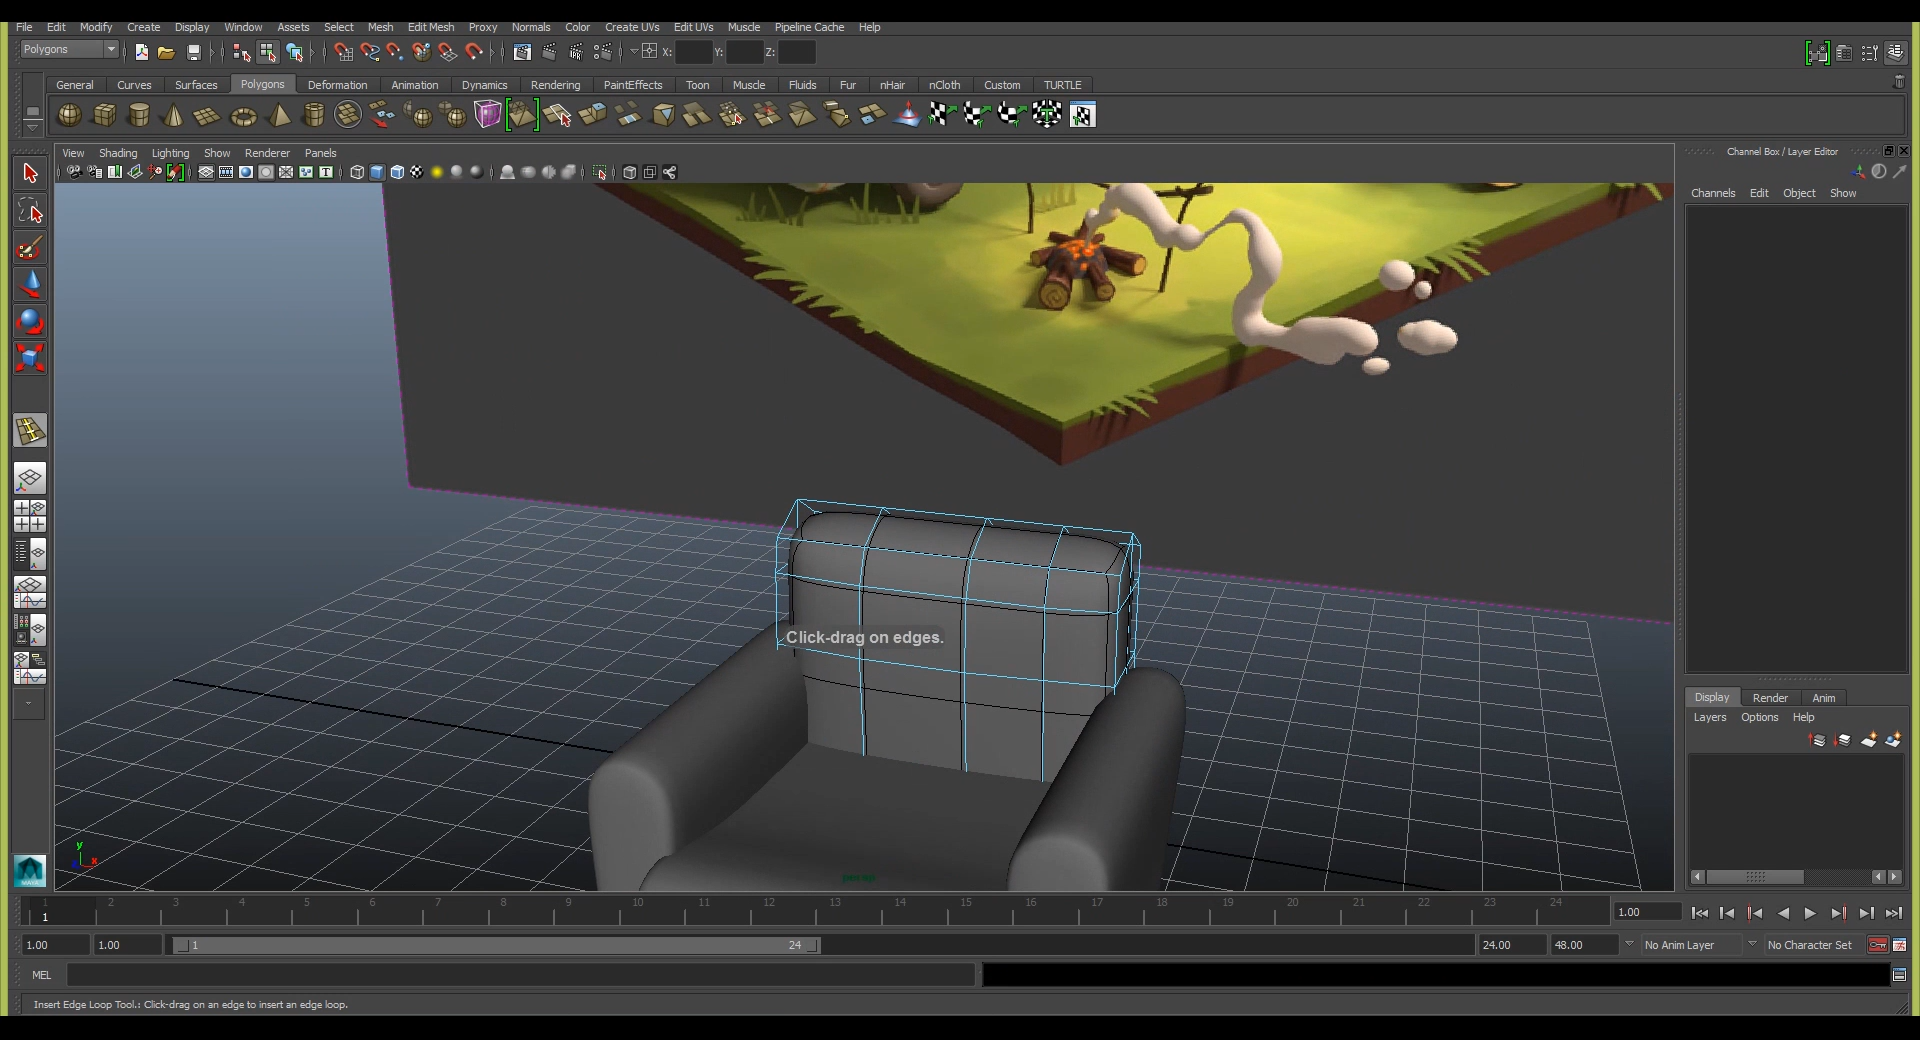 File Edit Modify Create Display Window Assets Select Mesh Edit Mesh Proxy Normals Color Create UVs Edit UVs Muscle Pipeline Cache Help
Polygons X: Y: Z:
General Curves Surfaces Polygons Deformation Animation Dynamics Rendering PaintEffects Toon Muscle Fluids Fur nHair nCloth Custom TURTLE
View Shading Lighting Show Renderer Panels
Channel Box / Layer Editor
Channels Edit Object Show
Click-drag on edges.
Display Render Anim
Layers Options Help
y
x
persp
1 2 3 4 5 6 7 8 9 10 11 12 13 14 15 16 17 18 19 20 21 22 23 24
1
1.00
1.00 1.00 1 24 24.00 48.00 No Anim Layer No Character Set
MEL
Insert Edge Loop Tool.: Click-drag on an edge to insert an edge loop.